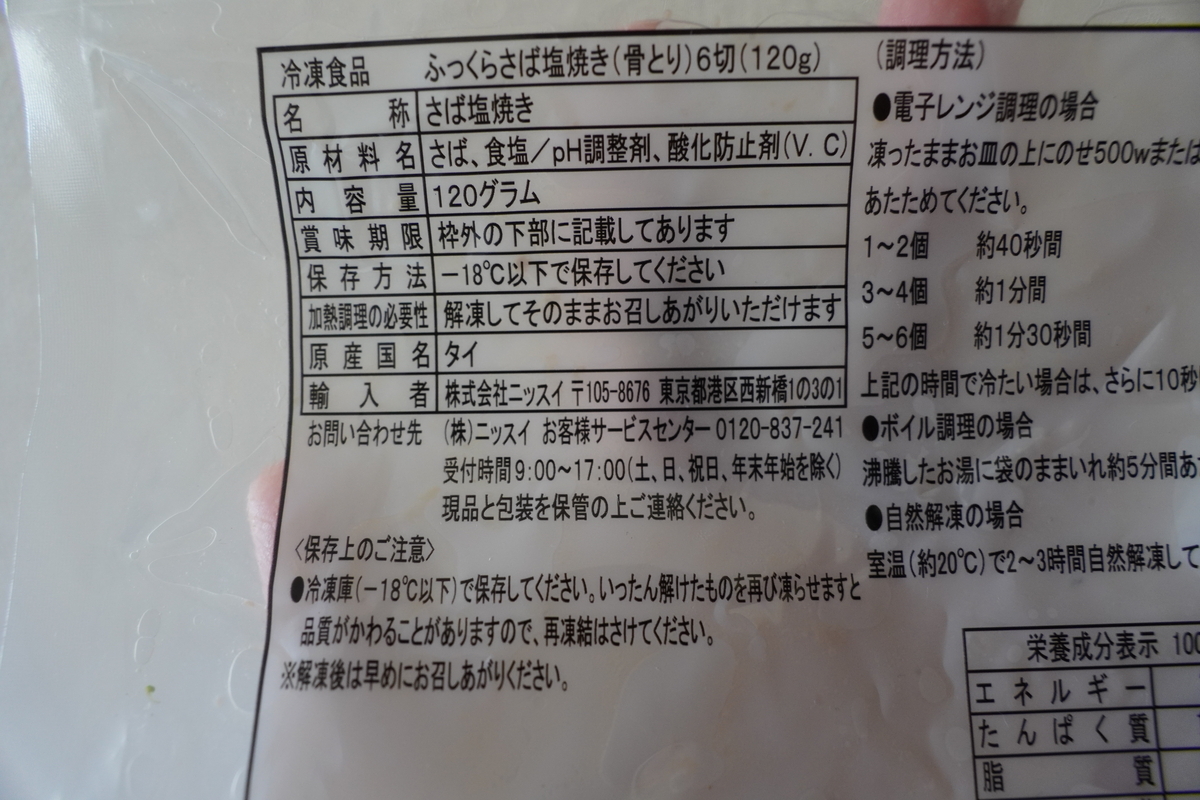 冷凍食品 ふっくらさば塩焼き(骨とり)6切(120g)
名称 さば塩焼き
原材料名 さば、食塩/pH調整剤、酸化防止剤(V.C)
内容量 120グラム
賞味期限 枠外の下部に記載してあります
保存方法 −18℃以下で保存してください
加熱調理の必要性 解凍してそのままお召しあがりいただけます
原産国名 タイ
輸入者 株式会社ニッスイ 〒105-8676 東京都港区西新橋1の3の1
お問い合わせ先 (株)ニッスイ お客様サービスセンター 0120-837-241
受付時間9:00〜17:00(土、日、祝日、年末年始を除く)
現品と包装を保管の上ご連絡ください。
〈保存上のご注意〉
●冷凍庫(−18℃以下)で保存してください。いったん解けたものを再び凍らせますと
品質がかわることがありますので、再凍結はさけてください。
※解凍後は早めにお召しあがりください。
(調理方法)
●電子レンジ調理の場合
凍ったままお皿の上にのせ500wまたは
あたためてください。
1〜2個 約40秒間
3〜4個 約1分間
5〜6個 約1分30秒間
上記の時間で冷たい場合は、さらに10秒
●ボイル調理の場合
沸騰したお湯に袋のままいれ約5分間あ
●自然解凍の場合
室温(約20℃)で2〜3時間自然解凍して
栄養成分表示 100
エネルギー
たんぱく質
脂質